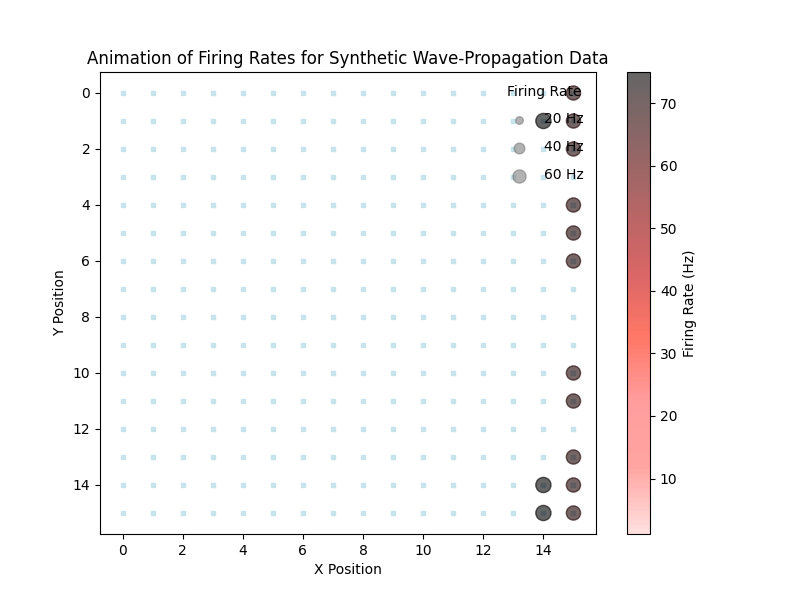 Animation of Firing Rates for Synthetic Wave-Propagation Data
Firing Rate
20 Hz
40 Hz
60 Hz
0
2
4
6
8
10
12
14
Y Position
0 2 4 6 8 10 12 14
X Position
70
60
50
40
30
20
10
Firing Rate (Hz)